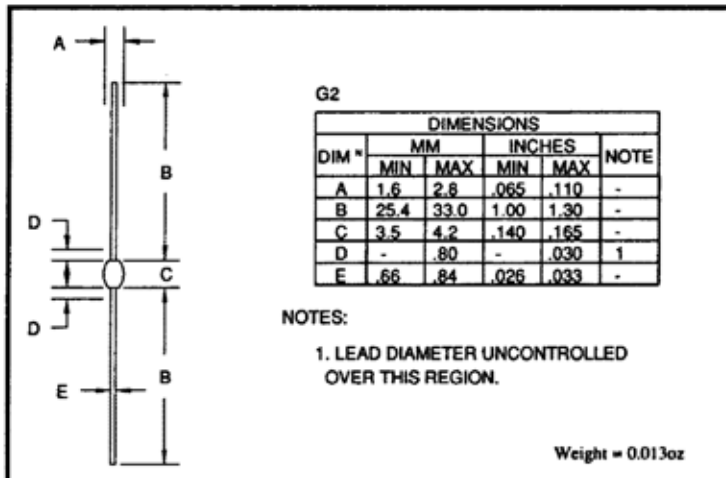 A
B
D
C
D
E
B
G2
DIMENSIONS
DIM " MM INCHES NOTE
MIN MAX MIN MAX
A 1.6 2.8 .065 .110 -
B 25.4 33.0 1.00 1.30 -
C 3.5 4.2 .140 .165 -
D - .80 - .030 1
E .66 .84 .026 .033 -
NOTES:
1. LEAD DIAMETER UNCONTROLLED
OVER THIS REGION.
Weight = 0.013oz